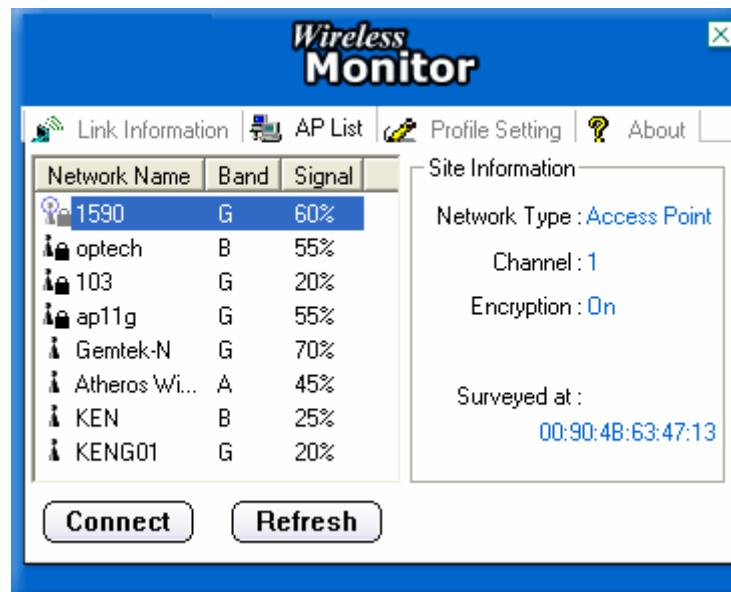 Wireless
Monitor
Link Information AP List Profile Setting About
Network Name Band Signal
1590 G 60%
optech B 55%
103 G 20%
ap11g G 55%
Gemtek-N G 70%
Atheros Wi... A 45%
KEN B 25%
KENG01 G 20%
Site Information
Network Type : Access Point
Channel : 1
Encryption : On
Surveyed at :
00:90:4B:63:47:13
Connect Refresh